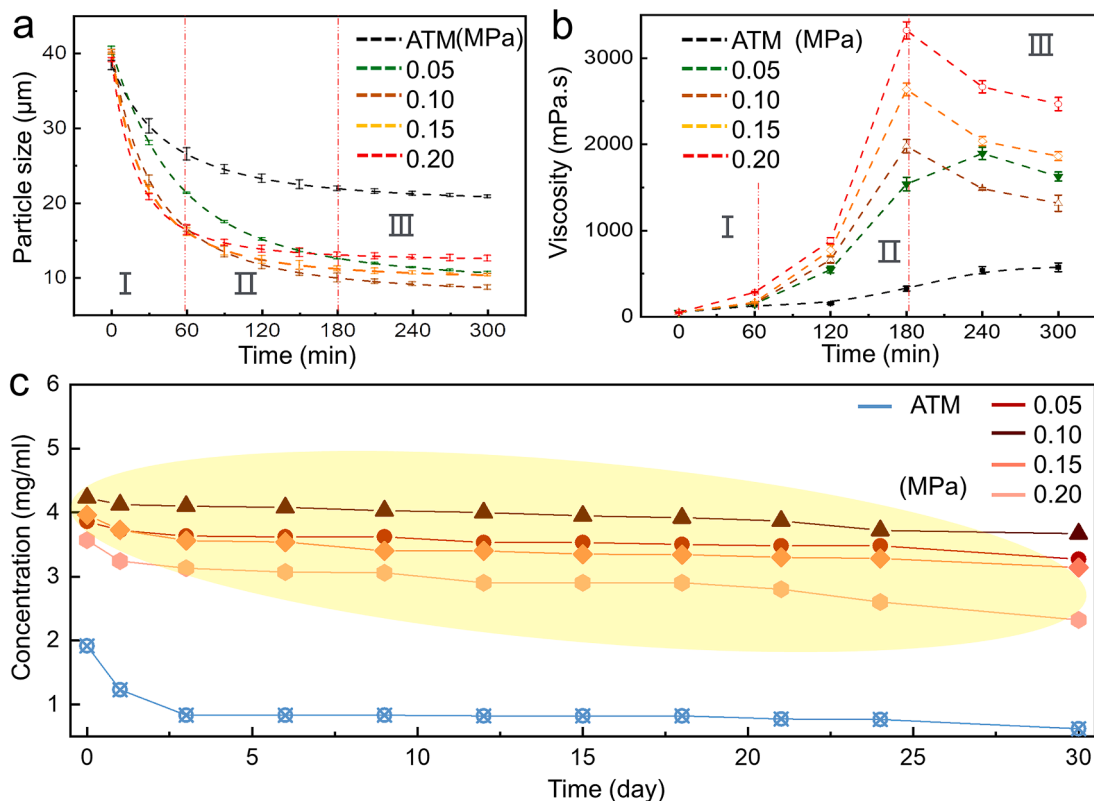 a
ATM(MPa)
0.05
0.10
0.15
0.20
Particle size (μm)
40
30
20
10
I
II
III
0
60
120
180
240
300
Time (min)
b
ATM (MPa)
0.05
0.10
0.15
0.20
Viscosity (mPa.s)
3000
2000
1000
0
I
II
III
0
60
120
180
240
300
Time (min)
c
ATM
0.05
0.10
0.15
0.20
(MPa)
Concentration (mg/ml)
6
5
4
3
2
1
0
5
10
15
20
25
30
Time (day)